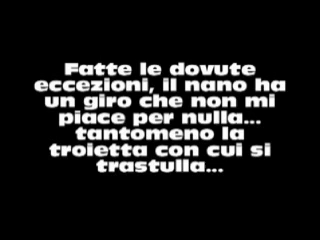 Fatte le dovute
eccezioni, il nano ha
un giro che non mi
piace per nulla...
tantomeno la
troietta con cui si
trastulla...